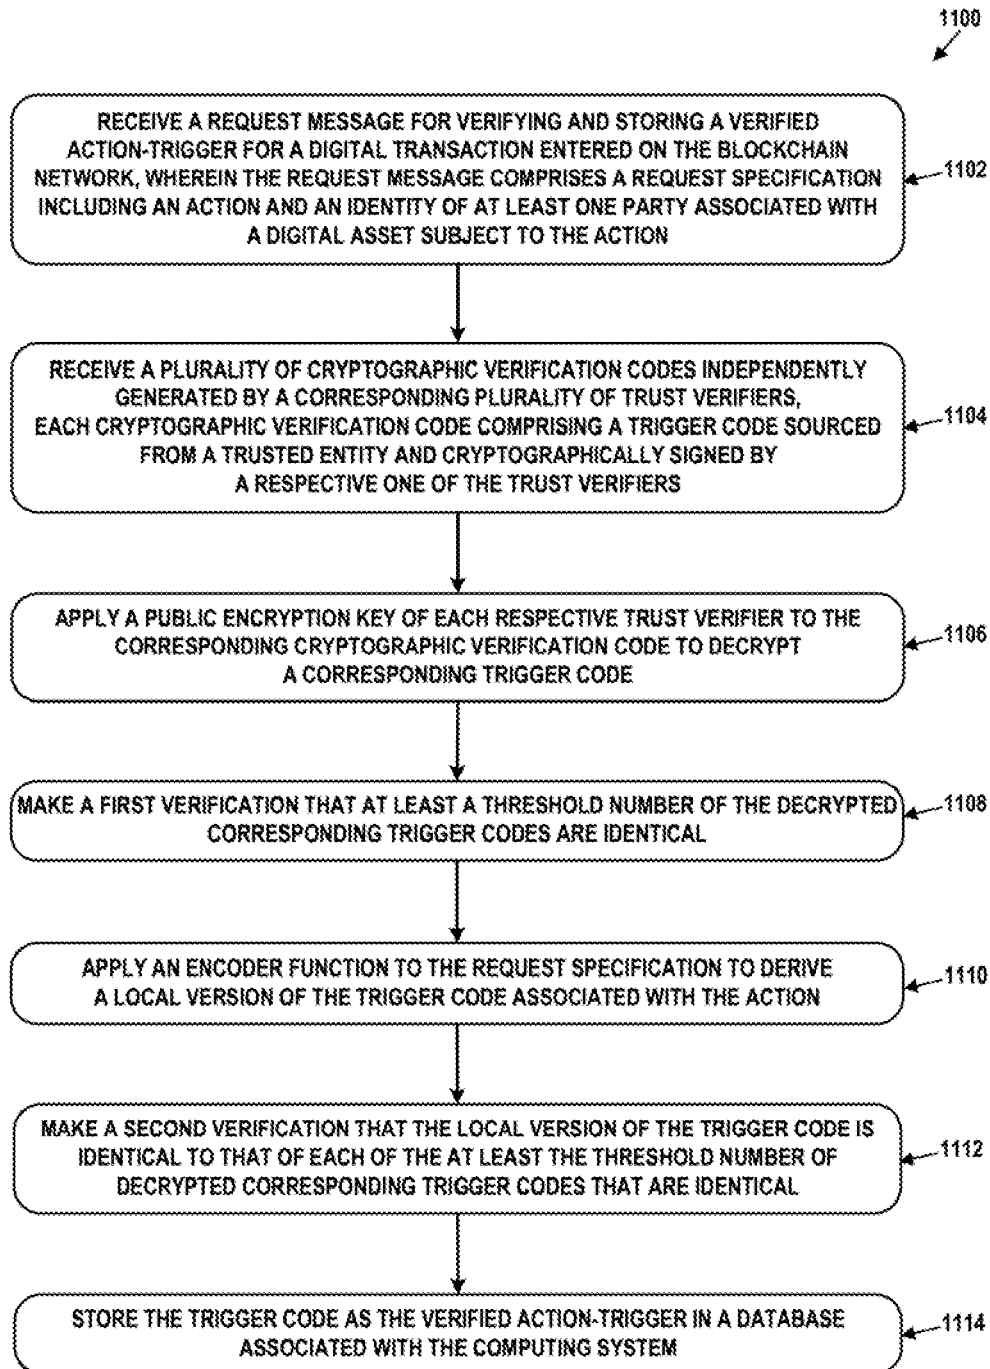 1100
RECEIVE A REQUEST MESSAGE FOR VERIFYING AND STORING A VERIFIED
ACTION-TRIGGER FOR A DIGITAL TRANSACTION ENTERED ON THE BLOCKCHAIN
NETWORK, WHEREIN THE REQUEST MESSAGE COMPRISES A REQUEST SPECIFICATION
INCLUDING AN ACTION AND AN IDENTITY OF AT LEAST ONE PARTY ASSOCIATED WITH
A DIGITAL ASSET SUBJECT TO THE ACTION
1102
RECEIVE A PLURALITY OF CRYPTOGRAPHIC VERIFICATION CODES INDEPENDENTLY
GENERATED BY A CORRESPONDING PLURALITY OF TRUST VERIFIERS,
EACH CRYPTOGRAPHIC VERIFICATION CODE COMPRISING A TRIGGER CODE SOURCED
FROM A TRUSTED ENTITY AND CRYPTOGRAPHICALLY SIGNED BY
A RESPECTIVE ONE OF THE TRUST VERIFIERS
1104
APPLY A PUBLIC ENCRYPTION KEY OF EACH RESPECTIVE TRUST VERIFIER TO THE
CORRESPONDING CRYPTOGRAPHIC VERIFICATION CODE TO DECRYPT
A CORRESPONDING TRIGGER CODE
1106
MAKE A FIRST VERIFICATION THAT AT LEAST A THRESHOLD NUMBER OF THE DECRYPTED
CORRESPONDING TRIGGER CODES ARE IDENTICAL
1108
APPLY AN ENCODER FUNCTION TO THE REQUEST SPECIFICATION TO DERIVE
A LOCAL VERSION OF THE TRIGGER CODE ASSOCIATED WITH THE ACTION
1110
MAKE A SECOND VERIFICATION THAT THE LOCAL VERSION OF THE TRIGGER CODE IS
IDENTICAL TO THAT OF EACH OF THE AT LEAST THE THRESHOLD NUMBER OF
DECRYPTED CORRESPONDING TRIGGER CODES THAT ARE IDENTICAL
1112
STORE THE TRIGGER CODE AS THE VERIFIED ACTION-TRIGGER IN A DATABASE
ASSOCIATED WITH THE COMPUTING SYSTEM
1114